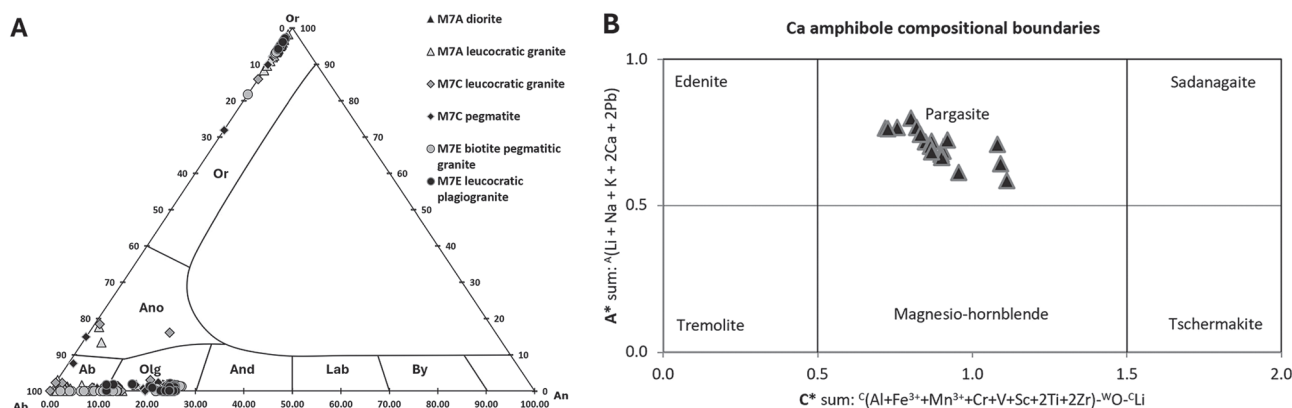 A
Or
0 100
10 90
20 80
30 70
40 60
50 50
60 40
70 30
80 20
90 10
100 0
Or
Ano
Ab Olg And Lab By
Ab An
0.00 10.00 20.00 30.00 40.00 50.00 60.00 70.00 80.00 90.00 100.00
M7A diorite
M7A leucocratic granite
M7C leucocratic granite
M7C pegmatite
M7E biotite pegmatitic
granite
M7E leucocratic
plagiogranite
B
Ca amphibole compositional boundaries
A* sum: ᴬ(Li + Na + K + 2Ca + 2Pb)
1.0
0.5
0.0
Edenite
Pargasite
Sadanagaite
Tremolite
Magnesio-hornblende
Tschermakite
0.0 0.5 1.0 1.5 2.0
C* sum: ᶜ(Al+Fe³⁺+Mn³⁺+Cr+V+Sc+2Ti+2Zr)-ᵂO-ᶜLi